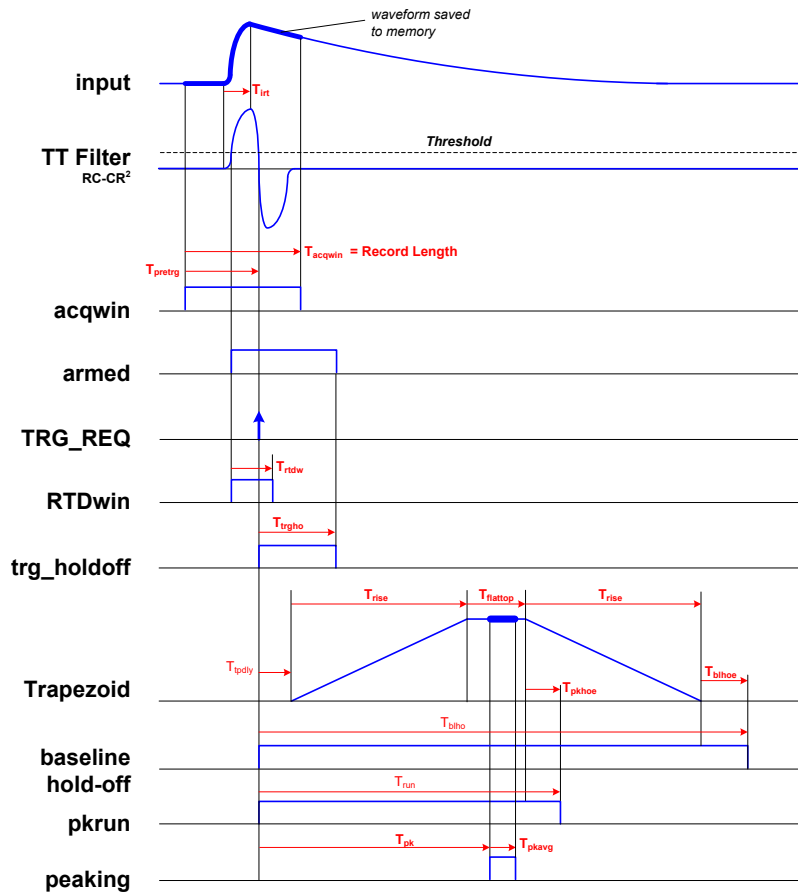 waveform saved
to memory
input
Tirt
Threshold
TT Filter
RC-CR²
Tacqwin = Record Length
Tpretrg
acqwin
armed
TRG_REQ
Trtdw
RTDwin
Ttrgho
trg_holdoff
Trise Tflattop Trise
Ttpdly
Tblhoe
Trapezoid
Tpkhoe
Tblho
baseline
hold-off
Trun
pkrun
Tpk Tpkavg
peaking